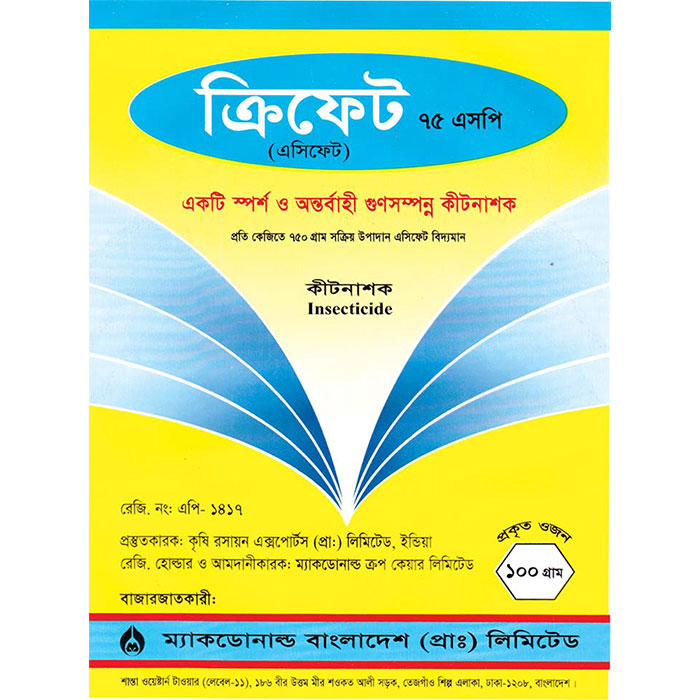 ক্রিফেট ৭৫ এসপি
(এসিফেট)
একটি স্পর্শ ও অন্তর্বাহী গুণসম্পন্ন কীটনাশক
প্রতি কেজিতে ৭৫০ গ্রাম সক্রিয় উপাদান এসিফেট বিদ্যমান
কীটনাশক
Insecticide
রেজি. নং: এপি- ১৪১৭
প্রস্তুতকারক: কৃষি রসায়ন এক্সপোর্টস (প্রা:) লিমিটেড, ইন্ডিয়া
রেজি. হোল্ডার ও আমদানীকারক: ম্যাকডোনাল্ড ক্রপ কেয়ার লিমিটেড
প্রকৃত ওজন
১০০ গ্রাম
বাজারজাতকারী:
ম্যাকডোনাল্ড বাংলাদেশ (প্রাঃ) লিমিটেড
শান্তা ওয়েষ্টার্ন টাওয়ার (লেবেল-১১), ১৮৬ বীর উত্তম মীর শওকত আলী সড়ক, তেজগাঁও শিল্প এলাকা, ঢাকা-১২০৮, বাংলাদেশ।